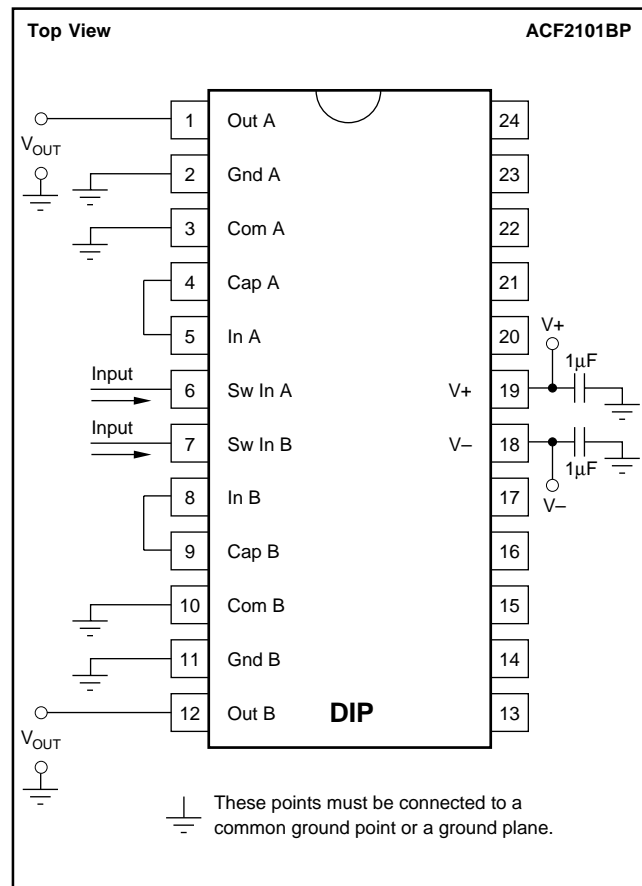 Top View ACF2101BP
1 Out A 24
V_OUT
2 Gnd A 23
3 Com A 22
4 Cap A 21
5 In A 20
V+
1µF
Input
6 Sw In A V+ 19
Input
7 Sw In B V– 18
1µF
V–
8 In B 17
9 Cap B 16
10 Com B 15
11 Gnd B 14
12 Out B DIP 13
V_OUT
These points must be connected to a
common ground point or a ground plane.